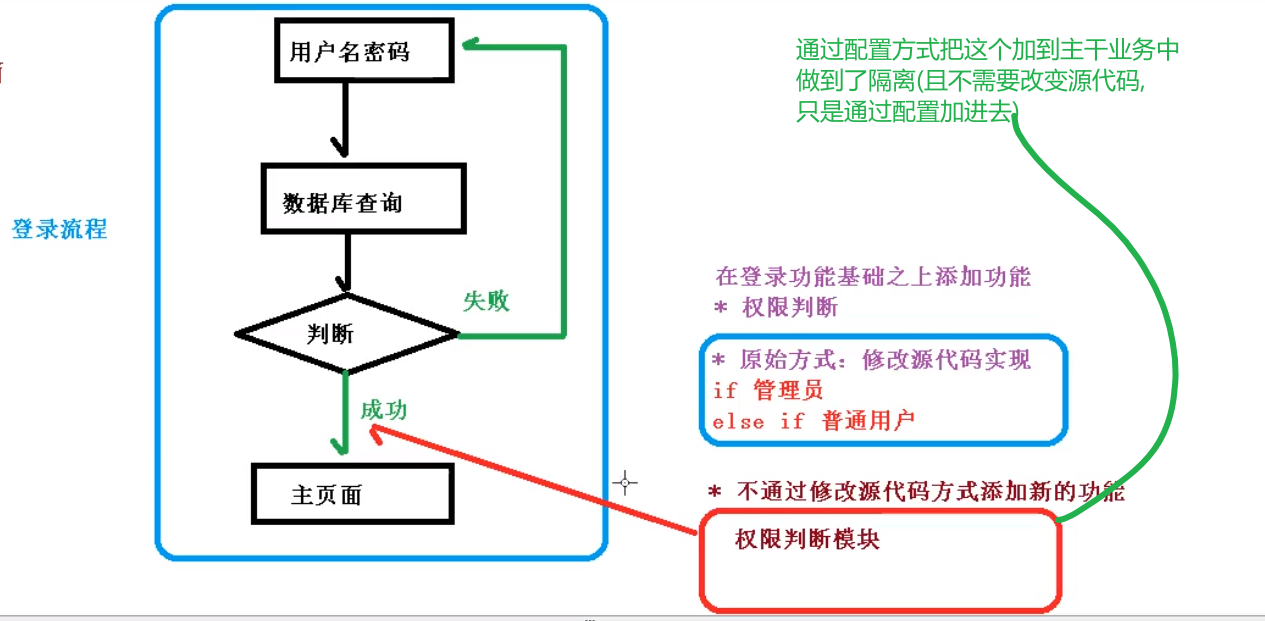 用户名密码
数据库查询
登录流程
判断
失败
成功
主页面
通过配置方式把这个加到主干业务中
做到了隔离(且不需要改变源代码,
只是通过配置加进去)
在登录功能基础之上添加功能
* 权限判断
* 原始方式：修改源代码实现
if 管理员
else if 普通用户
* 不通过修改源代码方式添加新的功能
权限判断模块